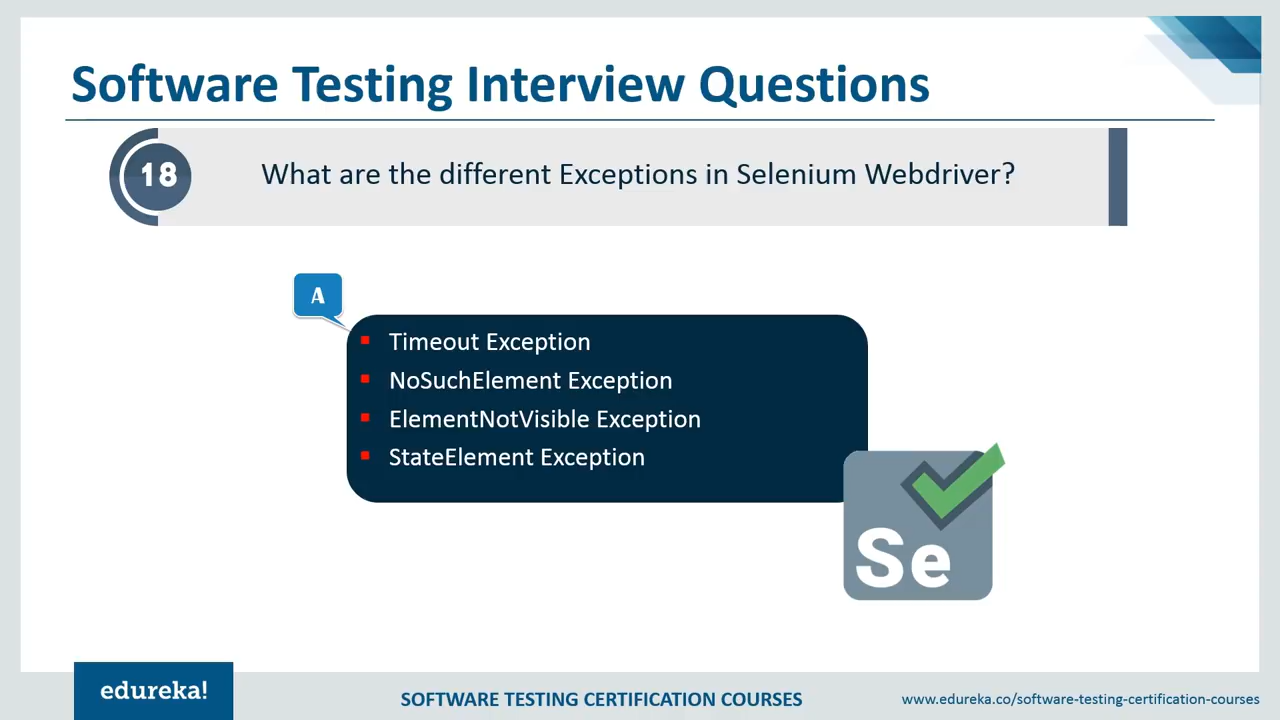 Software Testing Interview Questions
18
What are the different Exceptions in Selenium Webdriver?
A
Timeout Exception
NoSuchElement Exception
ElementNotVisible Exception
StateElement Exception
Se
edureka!
SOFTWARE TESTING CERTIFICATION COURSES
www.edureka.co/software-testing-certification-courses